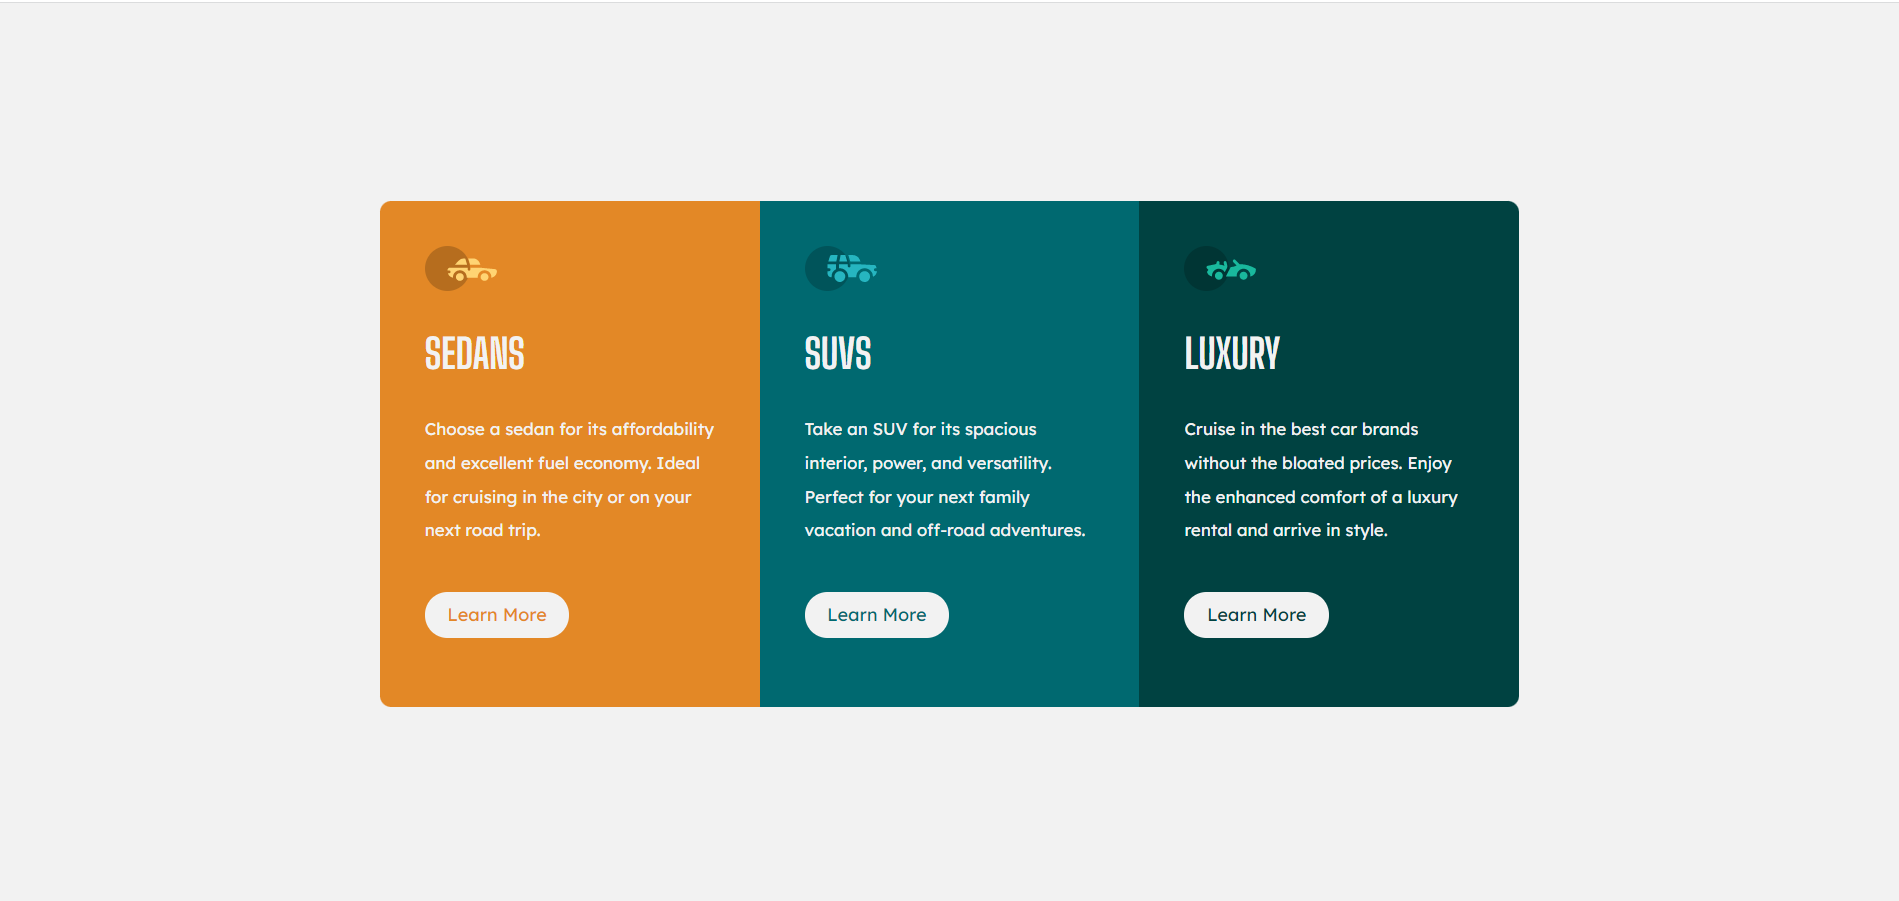 SEDANS
Choose a sedan for its affordability
and excellent fuel economy. Ideal
for cruising in the city or on your
next road trip.
Learn More
SUVS
Take an SUV for its spacious
interior, power, and versatility.
Perfect for your next family
vacation and off-road adventures.
Learn More
LUXURY
Cruise in the best car brands
without the bloated prices. Enjoy
the enhanced comfort of a luxury
rental and arrive in style.
Learn More